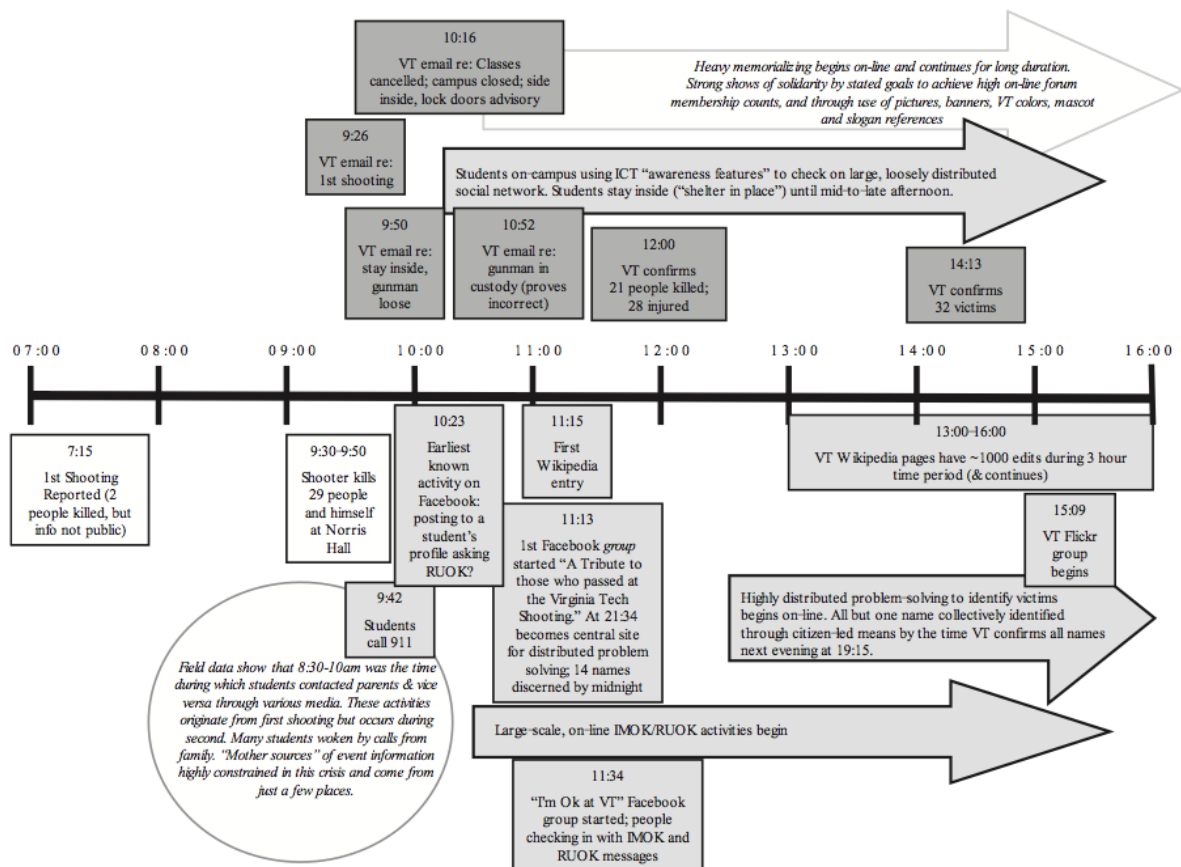 10:16
VT email re: Classes
cancelled; campus closed; side
inside, lock doors advisory
Heavy memorializing begins on-line and continues for long duration.
Strong shows of solidarity by stated goals to achieve high on-line forum
membership counts, and through use of pictures, banners, VT colors, mascot
and slogan references
9:26
VT email re:
1st shooting
Students on-campus using ICT “awareness features” to check on large, loosely distributed
social network. Students stay inside (“shelter in place”) until mid-to-late afternoon.
9:50
VT email re:
stay inside,
gunman
loose
10:52
VT email re:
gunman in
custody (proves
incorrect)
12:00
VT confirms
21 people killed;
28 injured
14:13
VT confirms
32 victims
07:00 08:00 09:00 10:00 11:00 12:00 13:00 14:00 15:00 16:00
7:15
1st Shooting
Reported (2
people killed, but
info not public)
9:30-9:50
Shooter kills
29 people
and himself
at Norris
Hall
10:23
Earliest
known
activity on
Facebook:
posting to a
student’s
profile asking
RUOK?
11:15
First
Wikipedia
entry
13:00-16:00
VT Wikipedia pages have ~1000 edits during 3 hour
time period (& continues)
9:42
Students
call 911
11:13
1st Facebook group
started “A Tribute to
those who passed at
the Virginia Tech
Shooting.” At 21:34
becomes central site
for distributed problem
solving; 14 names
discerned by midnight
15:09
VT Flickr
group
begins
Highly distributed problem-solving to identify victims
begins on-line. All but one name collectively identified
through citizen-led means by the time VT confirms all names
next evening at 19:15.
Field data show that 8:30-10am was the time
during which students contacted parents & vice
versa through various media. These activities
originate from first shooting but occurs during
second. Many students woken by calls from
family. “Mother sources” of event information
highly constrained in this crisis and come from
just a few places.
Large-scale, on-line IMOK/RUOK activities begin
11:34
“I'm Ok at VT” Facebook
group started; people
checking in with IMOK and
RUOK messages